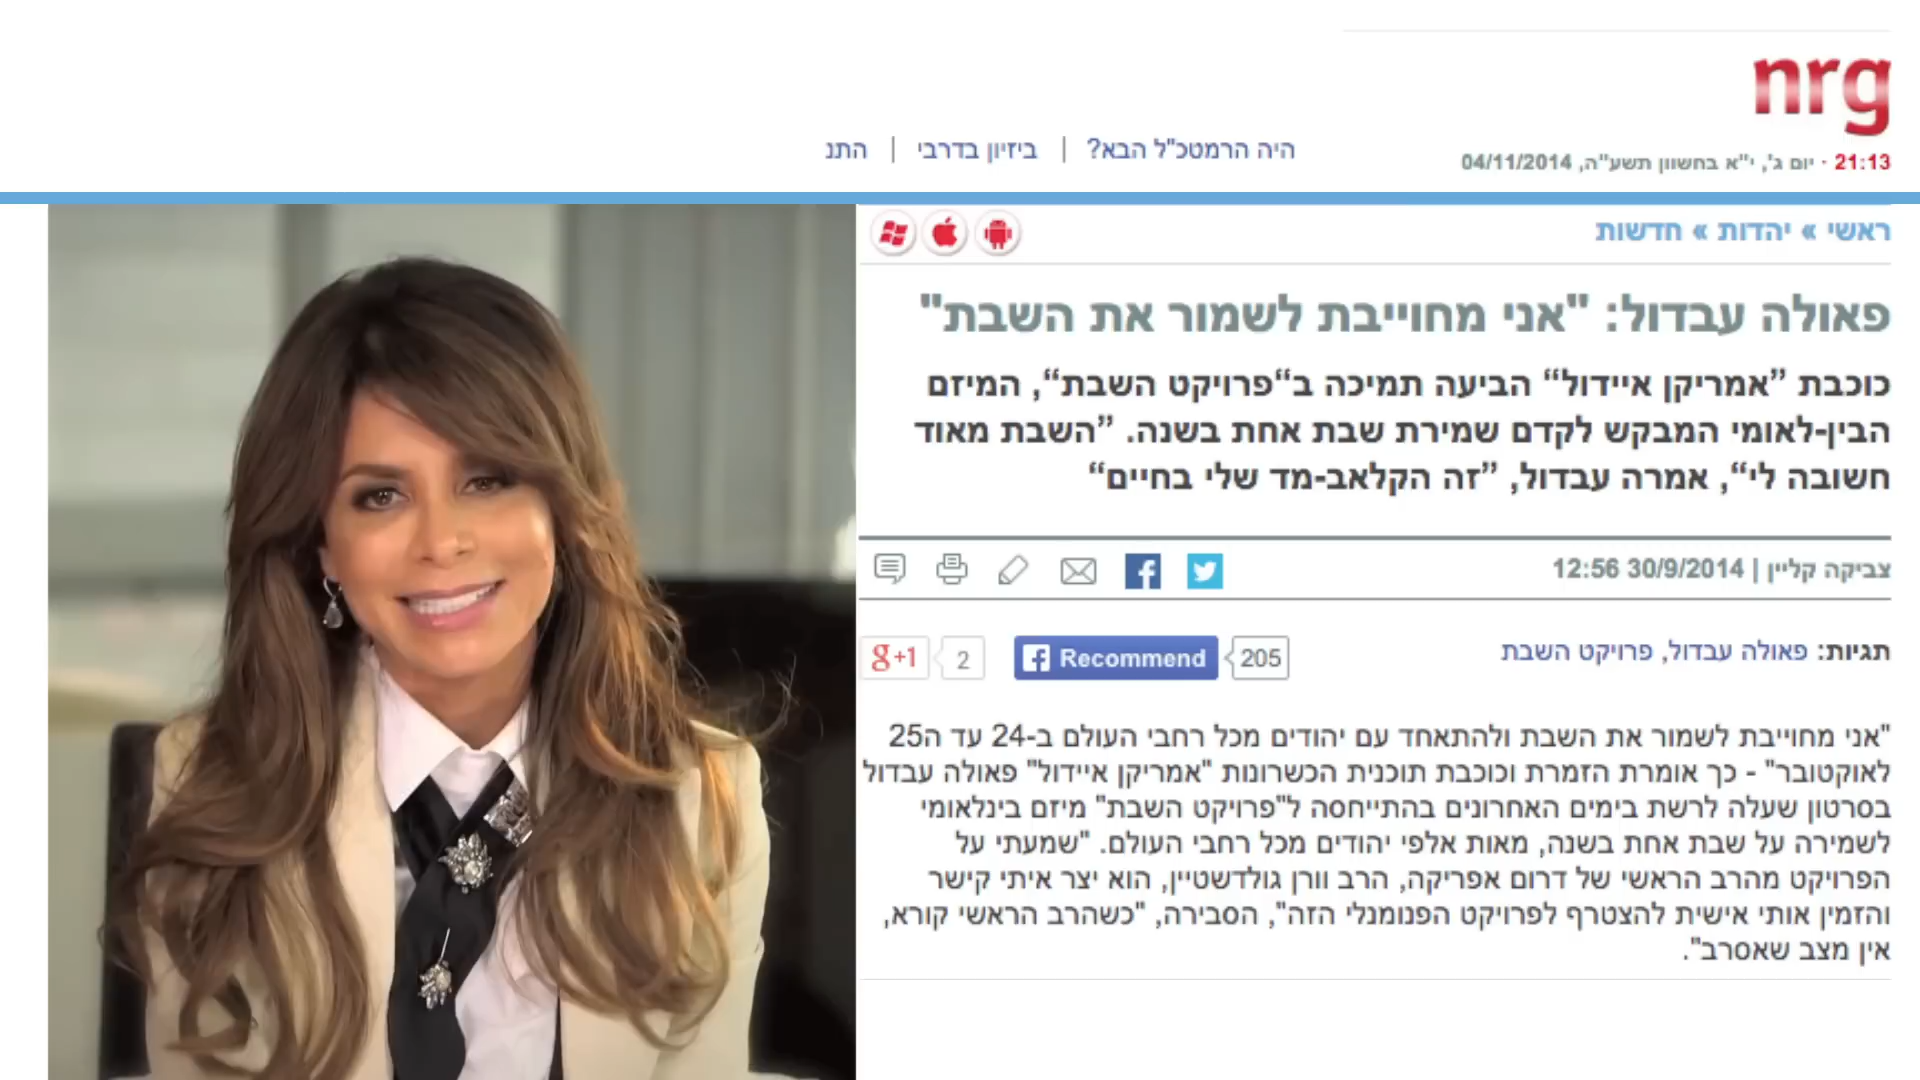 nrg
21:13 · יום ג', י"א בחשוון תשע"ה, 04/11/2014
היה הרמטכ"ל הבא? | ביזיון בדרבי | התנ
ראשי » יהדות » חדשות
פאולה עבדול: "אני מחוייבת לשמור את השבת"
כוכבת ”אמריקן איידול“ הביעה תמיכה ב“פרויקט השבת“, המיזם
הבין-לאומי המבקש לקדם שמירת שבת אחת בשנה. ”השבת מאוד
חשובה לי“, אמרה עבדול, ”זה הקלאב-מד שלי בחיים“
צביקה קליין | 30/9/2014 12:56
תגיות: פאולה עבדול, פרויקט השבת
g+1 2 Recommend 205
"אני מחוייבת לשמור את השבת ולהתאחד עם יהודים מכל רחבי העולם ב-24 עד ה25
לאוקטובר" - כך אומרת הזמרת וכוכבת תוכנית הכשרונות "אמריקן איידול" פאולה עבדול
בסרטון שעלה לרשת בימים האחרונים בהתייחסה ל"פרויקט השבת" מיזם בינלאומי
לשמירה על שבת אחת בשנה, מאות אלפי יהודים מכל רחבי העולם. "שמעתי על
הפרויקט מהרב הראשי של דרום אפריקה, הרב וורן גולדשטיין, הוא יצר איתי קישר
והזמין אותי אישית להצטרף לפרויקט הפנומנלי הזה", הסבירה, "כשהרב הראשי קורא,
אין מצב שאסרב".